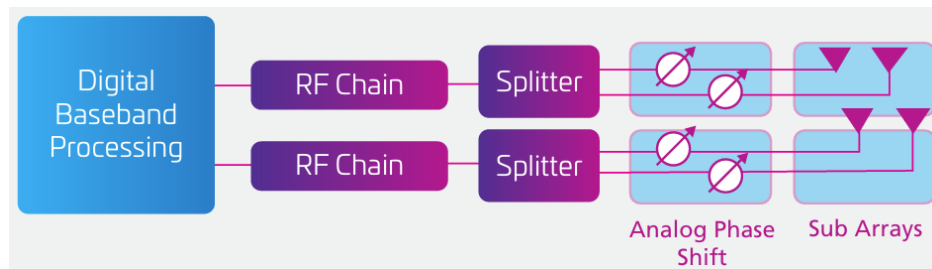 Digital
Baseband
Processing
RF Chain
Splitter
RF Chain
Splitter
Analog Phase
Shift
Sub Arrays